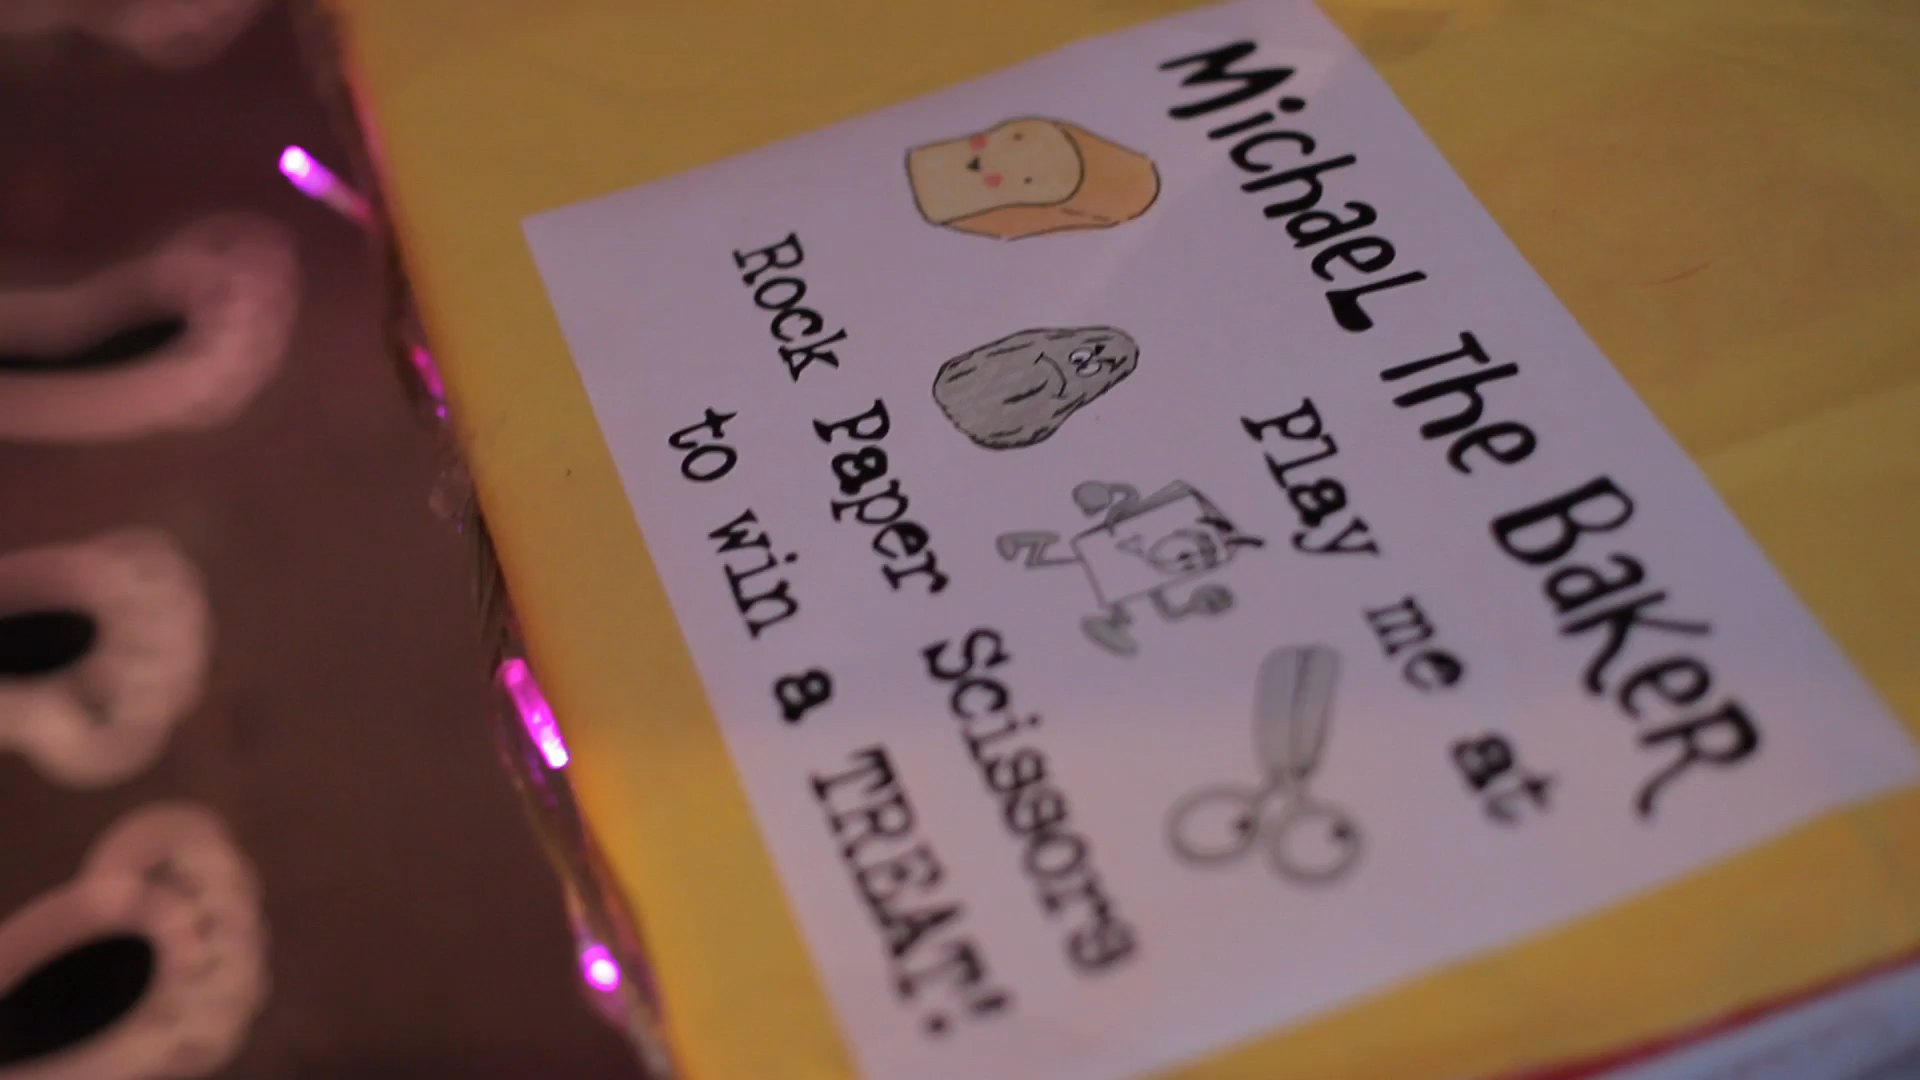 Michael The Baker
Play me at
Rock Paper Scissors
to win a TREAT!